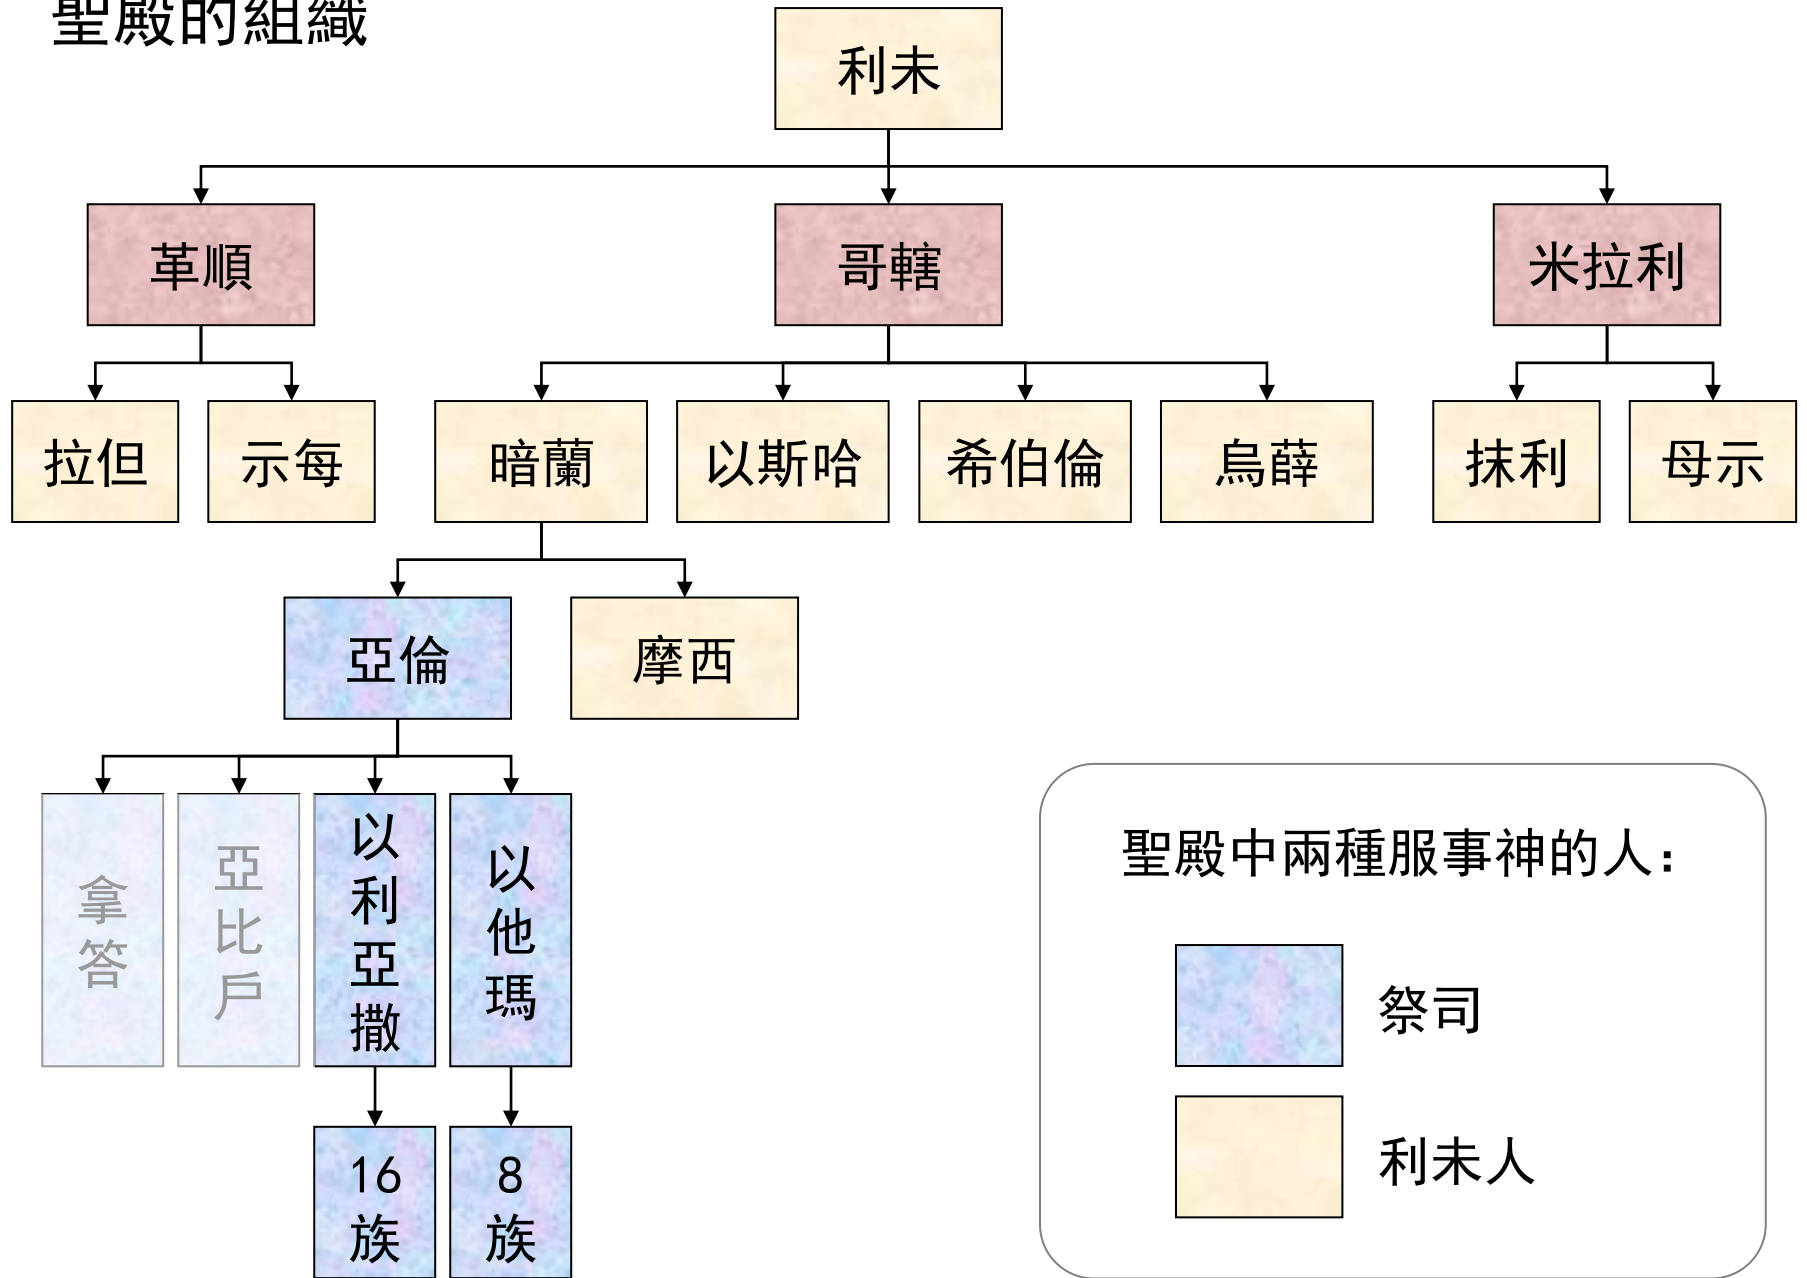 聖殿的組織
利未
革順
哥轄
米拉利
拉但
示每
暗蘭
以斯哈
希伯倫
烏薛
抹利
母示
亞倫
摩西
拿答
亞比戶
以利亞撒
以他瑪
16
族
8
族
聖殿中兩種服事神的人：
祭司
利未人